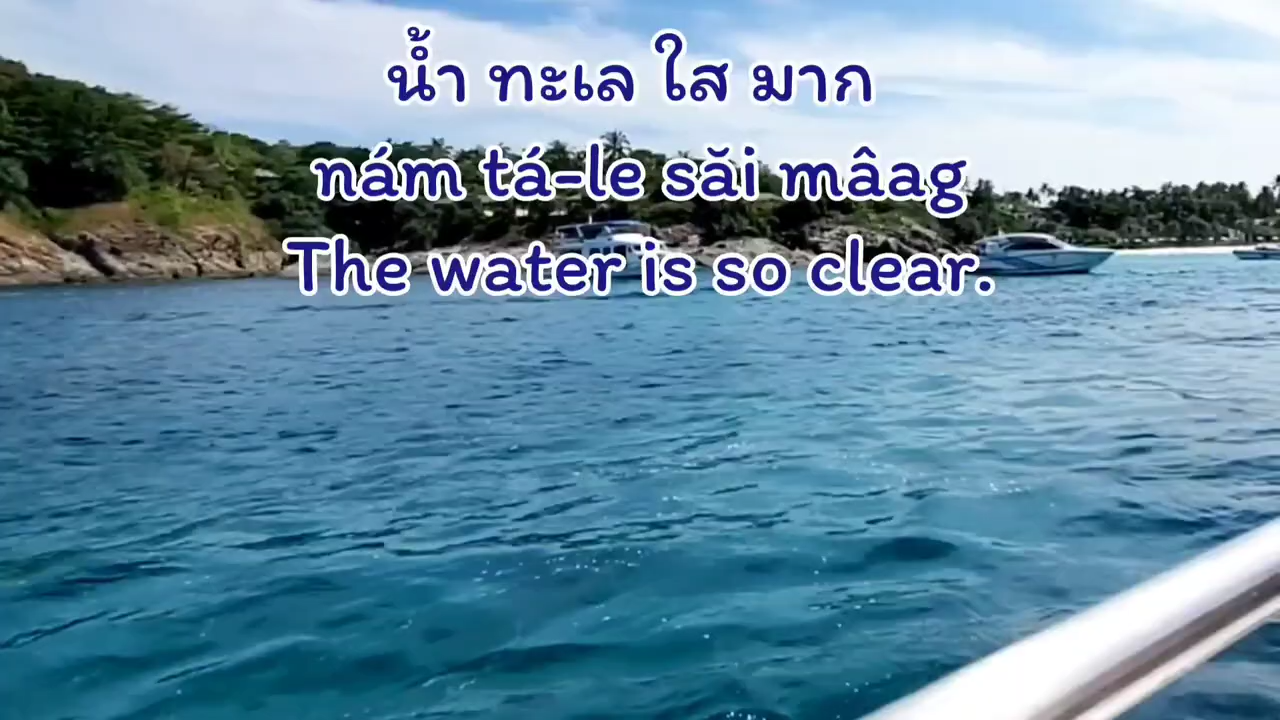 น้ำ ทะเล ใส มาก
nám tá-le săi mâag
The water is so clear.